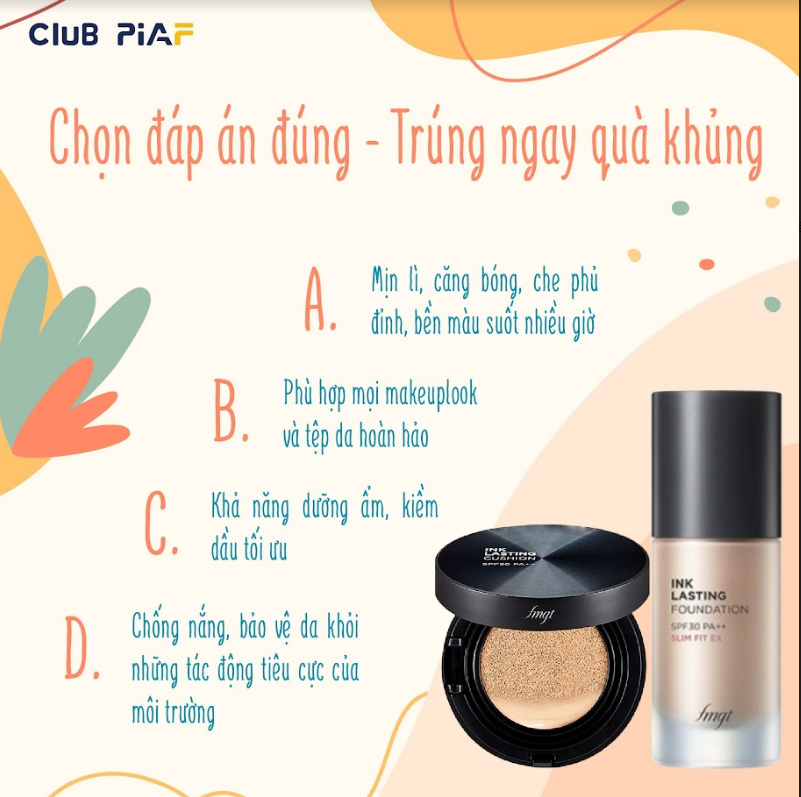 CluB PiAF
Chọn đáp án đúng - Trúng ngay quà khủng
A.
Mịn lì, căng bóng, che phủ
đỉnh, bền màu suốt nhiều giờ
B.
Phù hợp mọi makeuplook
và tệp da hoàn hảo
C.
Khả năng dưỡng ẩm, kiềm
dầu tối ưu
D.
Chống nắng, bảo vệ da khỏi
những tác động tiêu cực của
môi trường
INK
LASTING
CUSHION
SPF30 PA++
fmgt
INK
LASTING
FOUNDATION
SPF30 PA++
SLIM FIT EX
fmgt